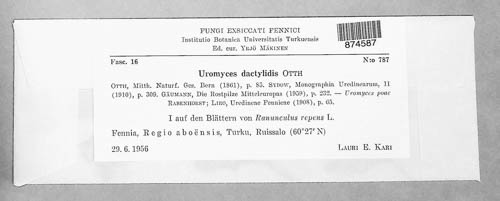 FUNGI EXSICCATI FENNICI
Instituto Botanica Universitatis Turkuensis
Ed. cur. YRJÖ MÄKINEN
874587
Fasc. 16
N:o 787
Uromyces dactylidis OTTH
OTTH, Mitth. Naturf. Ges. Bern (1861), p. 85. SYDOW, Monographia Uredinearum, II
(1910), p. 309. GÄUMANN, Die Rostpilze Mitteleuropas (1959), p. 232. — Uromyces poae
RABENHORST; LIRO, Uredineae Fennicae (1908), p. 65.
I auf den Blättern von Ranunculus repens L.
Fennia, Regio aboënsis, Turku, Ruissalo (60°27' N)
29. 6. 1956
LAURI E. KARI